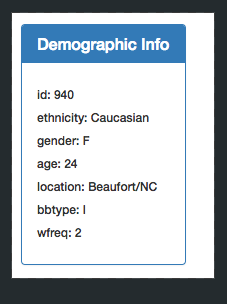 Demographic Info
id: 940
ethnicity: Caucasian
gender: F
age: 24
location: Beaufort/NC
bbtype: I
wfreq: 2